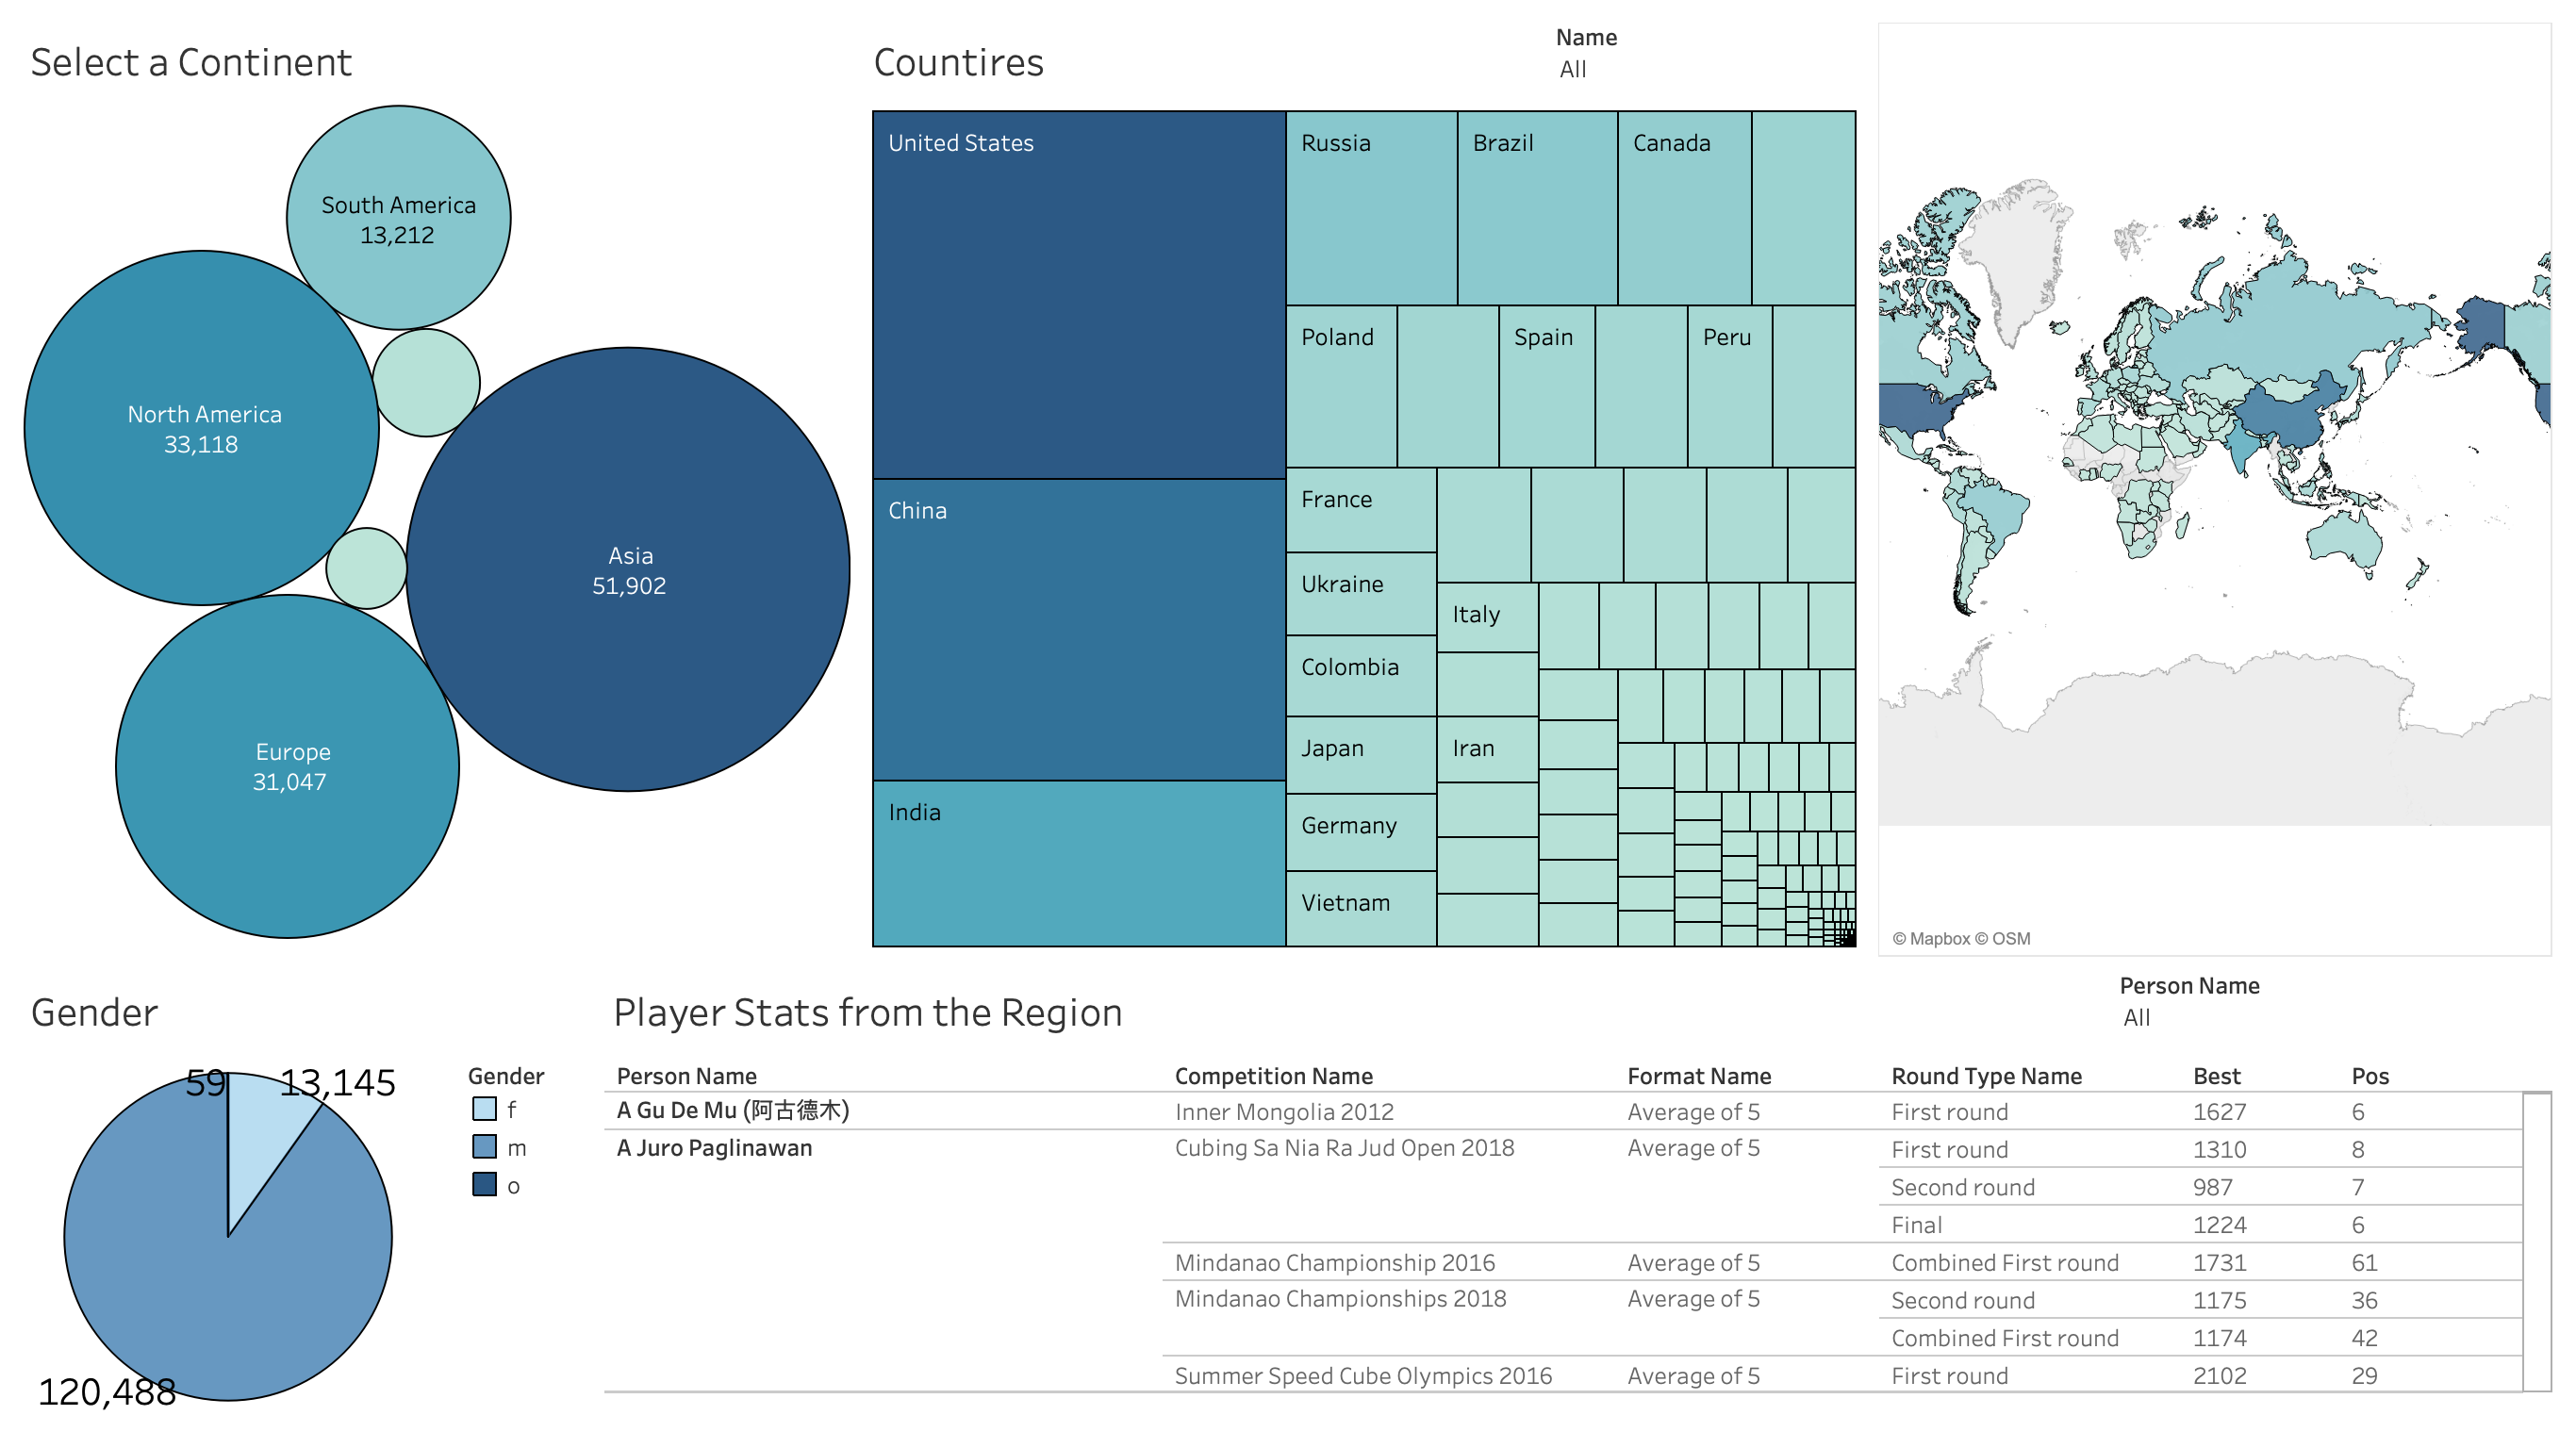 Select a Continent
South America
13,212
North America
33,118
Asia
51,902
Europe
31,047
Countires
Name
All
United States
China
India
Russia
Brazil
Canada
Poland
Spain
Peru
France
Ukraine
Colombia
Japan
Germany
Vietnam
Italy
Iran
© Mapbox © OSM
Gender
59
13,145
120,488
Gender
f
m
o
Player Stats from the Region
Person Name
All
Person Name Competition Name Format Name Round Type Name Best Pos
A Gu De Mu (阿古德木) Inner Mongolia 2012 Average of 5 First round 1627 6
A Juro Paglinawan Cubing Sa Nia Ra Jud Open 2018 Average of 5 First round 1310 8
Second round 987 7
Final 1224 6
Mindanao Championship 2016 Average of 5 Combined First round 1731 61
Mindanao Championships 2018 Average of 5 Second round 1175 36
Combined First round 1174 42
Summer Speed Cube Olympics 2016 Average of 5 First round 2102 29